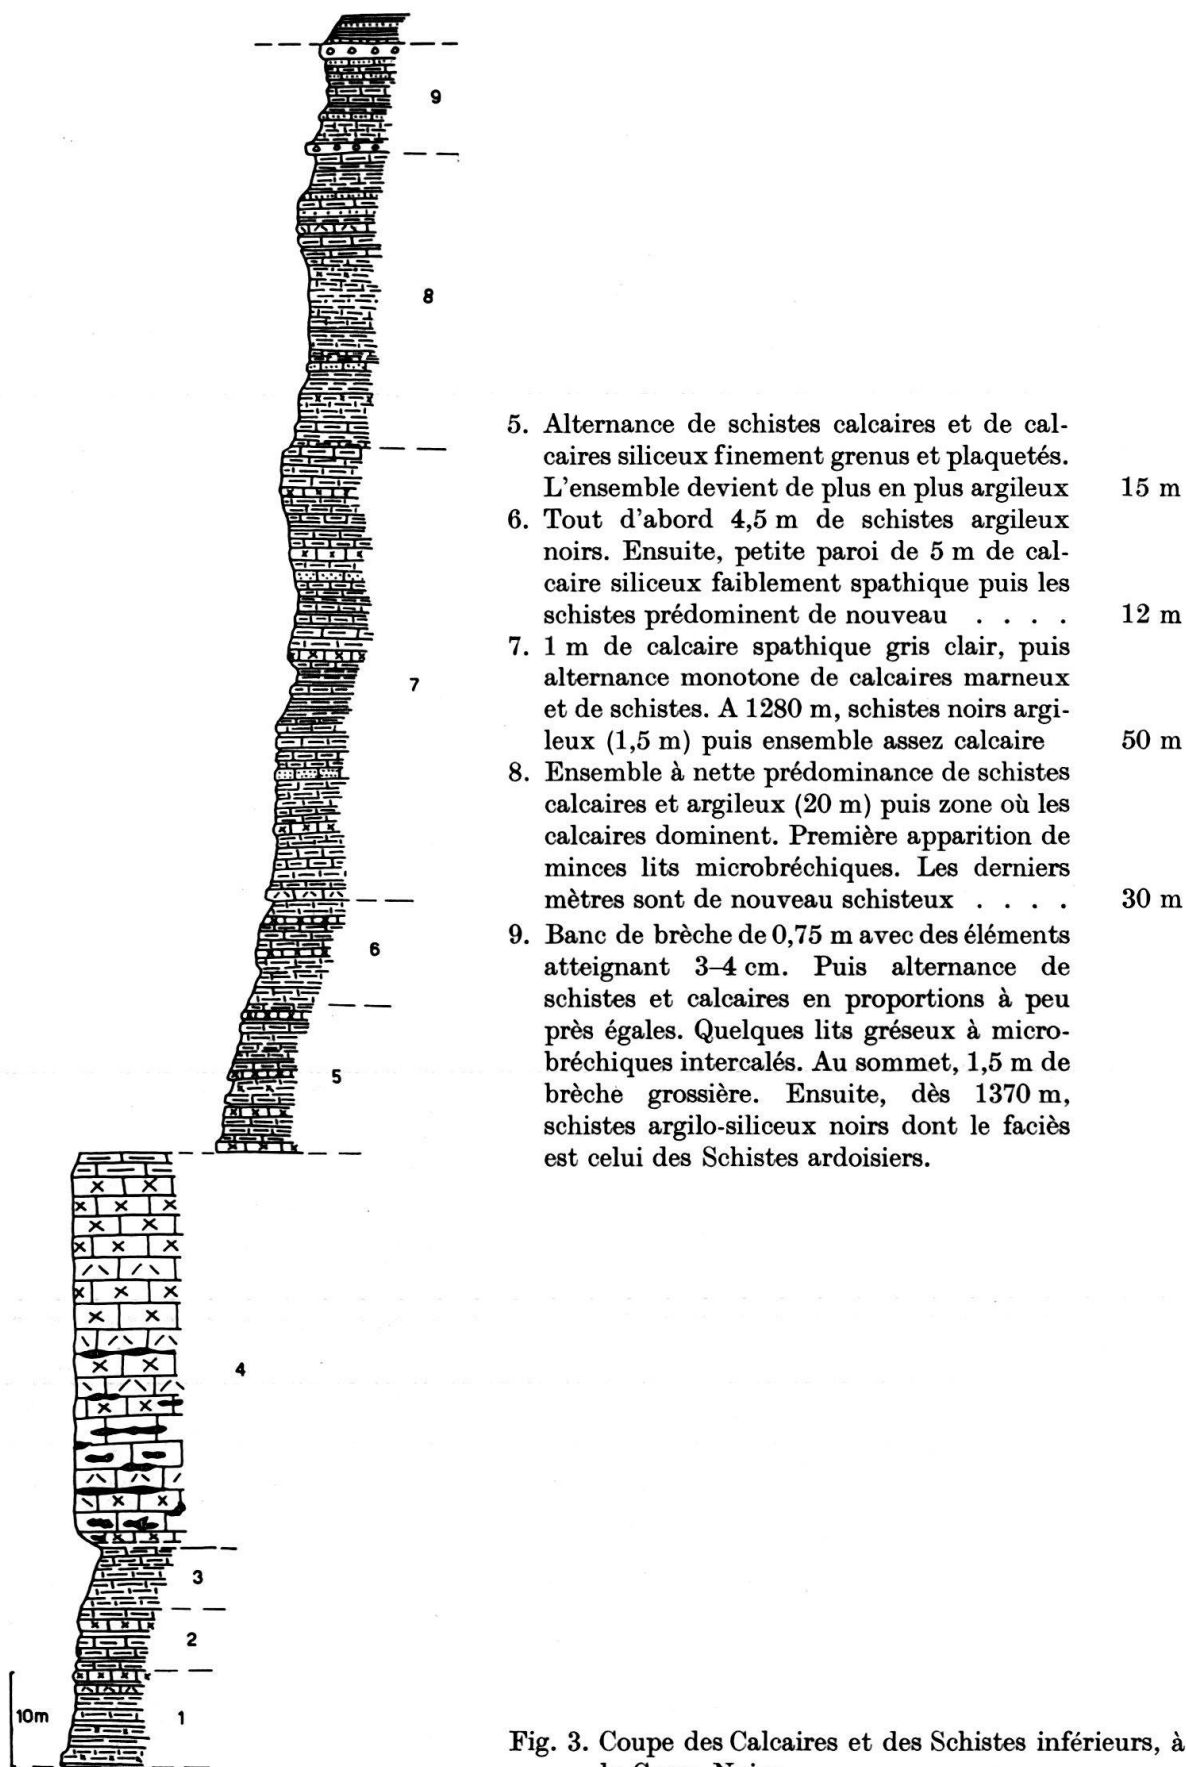 9
8
7
6
5
4
3
2
1
10m
5. Alternance de schistes calcaires et de cal-
caires siliceux finement grenus et plaquetés.
L'ensemble devient de plus en plus argileux 15 m
6. Tout d'abord 4,5 m de schistes argileux
noirs. Ensuite, petite paroi de 5 m de cal-
caire siliceux faiblement spathique puis les
schistes prédominent de nouveau . . . . 12 m
7. 1 m de calcaire spathique gris clair, puis
alternance monotone de calcaires marneux
et de schistes. A 1280 m, schistes noirs argi-
leux (1,5 m) puis ensemble assez calcaire 50 m
8. Ensemble à nette prédominance de schistes
calcaires et argileux (20 m) puis zone où les
calcaires dominent. Première apparition de
minces lits microbréchiques. Les derniers
mètres sont de nouveau schisteux . . . . 30 m
9. Banc de brèche de 0,75 m avec des éléments
atteignant 3–4 cm. Puis alternance de
schistes et calcaires en proportions à peu
près égales. Quelques lits gréseux à micro-
bréchiques intercalés. Au sommet, 1,5 m de
brèche grossière. Ensuite, dès 1370 m,
schistes argilo-siliceux noirs dont le faciès
est celui des Schistes ardoisiers.
Fig. 3. Coupe des Calcaires et des Schistes inférieurs, à